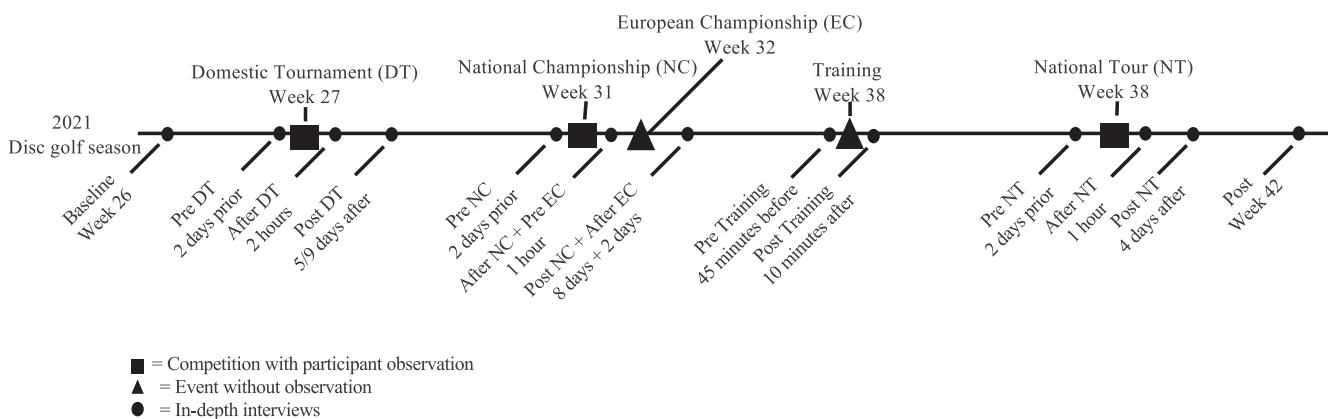 European Championship (EC)
Week 32
Domestic Tournament (DT)
Week 27
National Championship (NC)
Week 31
Training
Week 38
National Tour (NT)
Week 38
2021
Disc golf season
Baseline
Week 26
Pre DT
2 days prior
After DT
2 hours
Post DT
5/9 days after
Pre NC
2 days prior
After NC + Pre EC
1 hour
Post NC + After EC
8 days + 2 days
Pre Training
45 minutes before
Post Training
10 minutes after
Pre NT
2 days prior
After NT
1 hour
Post NT
4 days after
Post
Week 42
= Competition with participant observation
= Event without observation
= In-depth interviews